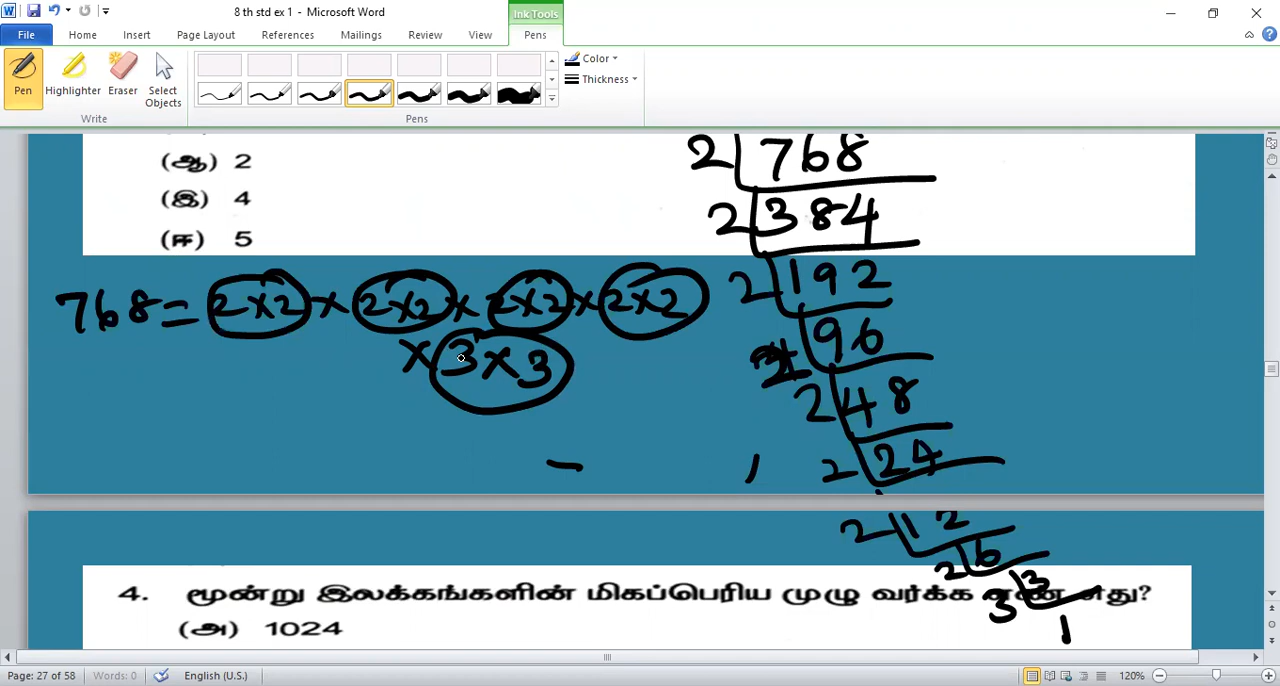 8 th std ex 1 - Microsoft Word
Ink Tools
File Home Insert Page Layout References Mailings Review View Pens
Pen Highlighter Eraser Select Objects
Color
Thickness
Write Pens
(ஆ) 2
(இ) 4
(ஈ) 5
2 768
2 384
2 192
96
2 48
2 24
2 12
2 6
3 3
1
768 = 2×2 × 2×2 × 2×2 × 2×2
× 3×3
4. மூன்று இலக்கங்களின் மிகப்பெரிய முழு வர்க்க எண் எது?
(அ) 1024
Page: 27 of 58 Words: 0 English (U.S.) 120%